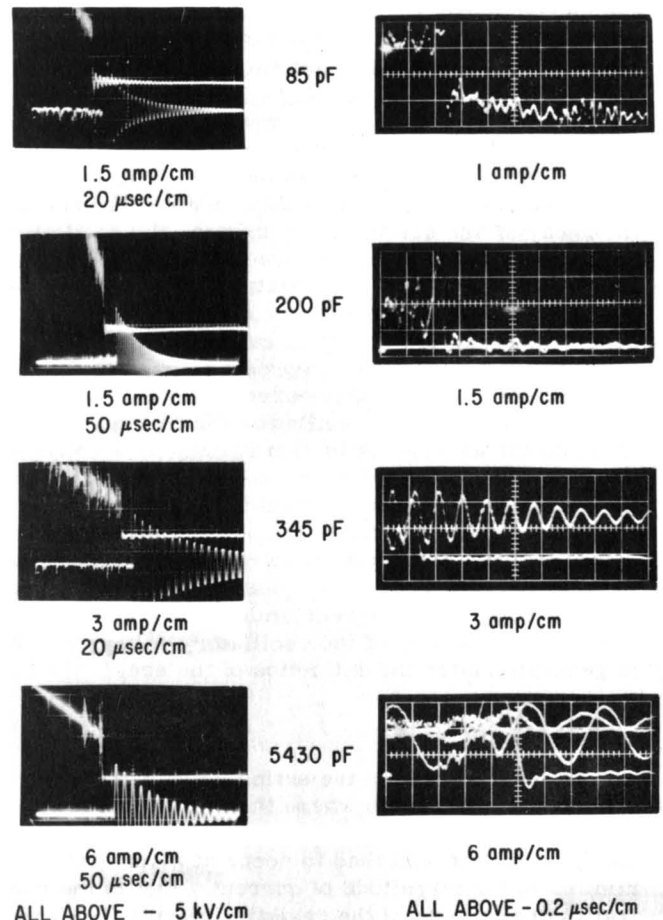 85 pF
1.5 amp/cm
20 μsec/cm
1 amp/cm
200 pF
1.5 amp/cm
50 μsec/cm
1.5 amp/cm
345 pF
3 amp/cm
20 μsec/cm
3 amp/cm
5430 pF
6 amp/cm
50 μsec/cm
6 amp/cm
ALL ABOVE - 5 kV/cm
ALL ABOVE - 0.2 μsec/cm